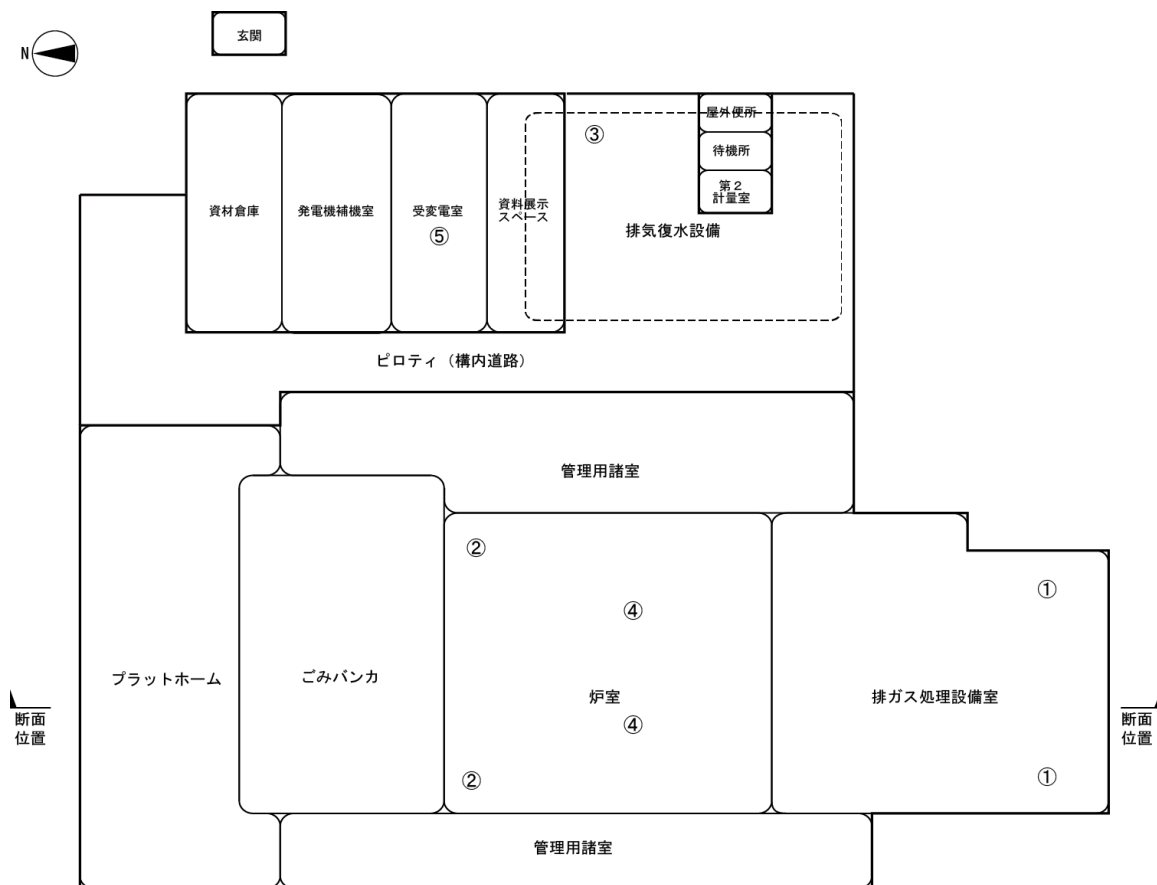 玄関
N
屋外便所
③
待機所
第２
計量室
資材倉庫
発電機補機室
受変電室
⑤
資料展示
スペース
排気復水設備
ピロティ（構内道路）
管理用諸室
②
①
④
プラットホーム
ごみバンカ
炉室
排ガス処理設備室
断面
位置
断面
位置
④
②
①
管理用諸室